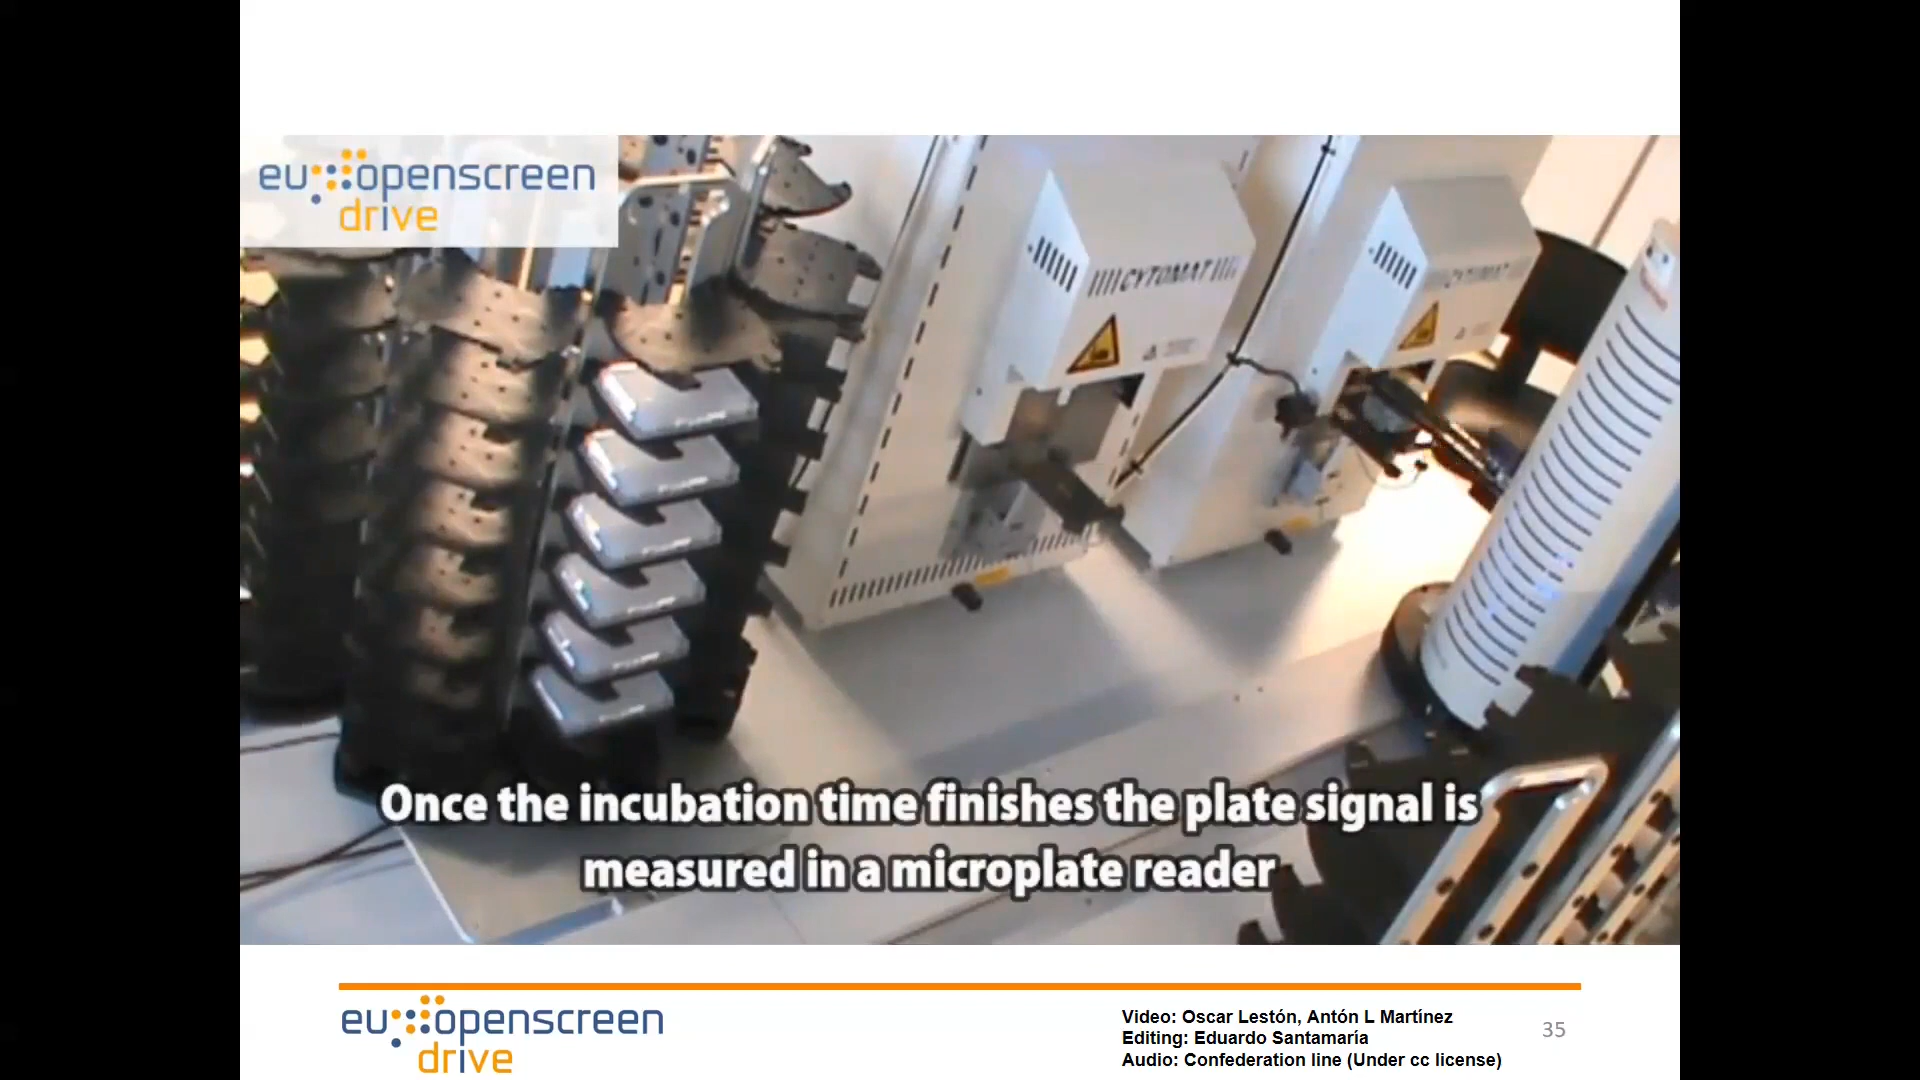 eu openscreen
drive
CYTOMAT
CYTOMAT
Once the incubation time finishes the plate signal is
measured in a microplate reader
eu openscreen
drive
Video: Oscar Lestón, Antón L Martínez
Editing: Eduardo Santamaría
Audio: Confederation line (Under cc license)
35